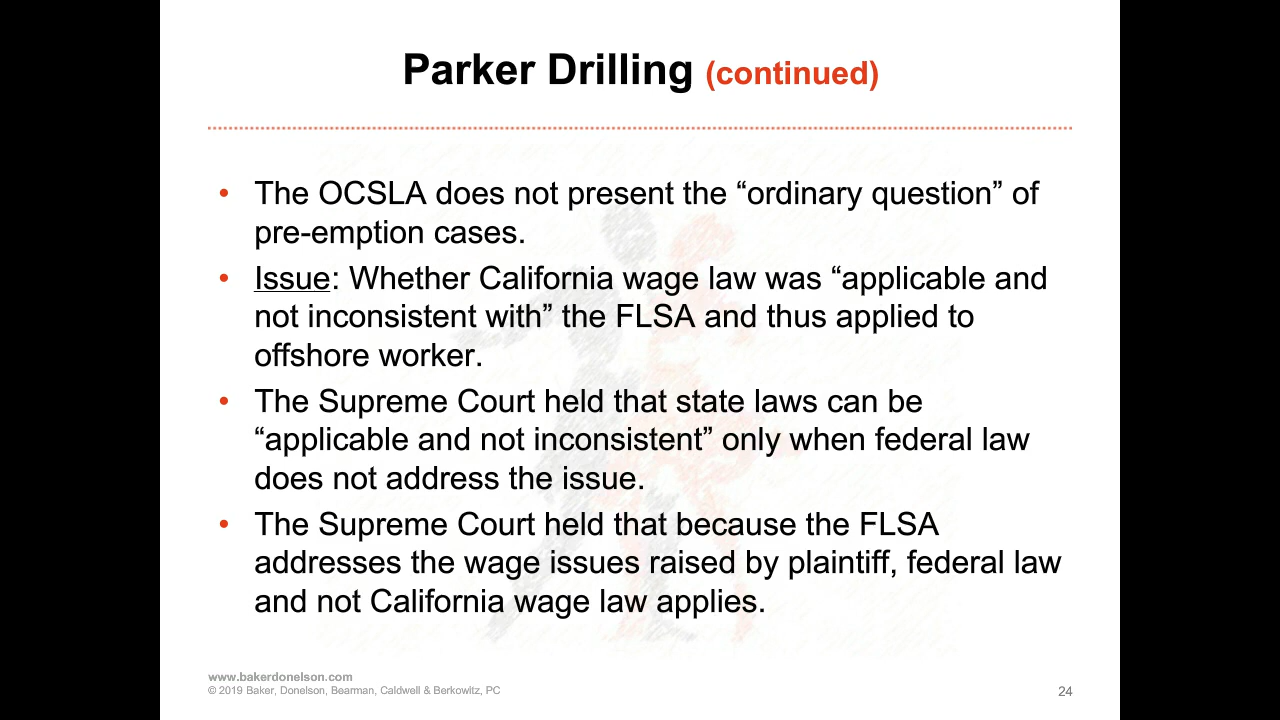 Parker Drilling (continued)
• The OCSLA does not present the “ordinary question” of
pre-emption cases.
• Issue: Whether California wage law was “applicable and
not inconsistent with” the FLSA and thus applied to
offshore worker.
• The Supreme Court held that state laws can be
“applicable and not inconsistent” only when federal law
does not address the issue.
• The Supreme Court held that because the FLSA
addresses the wage issues raised by plaintiff, federal law
and not California wage law applies.
www.bakerdonelson.com
© 2019 Baker, Donelson, Bearman, Caldwell & Berkowitz, PC
24